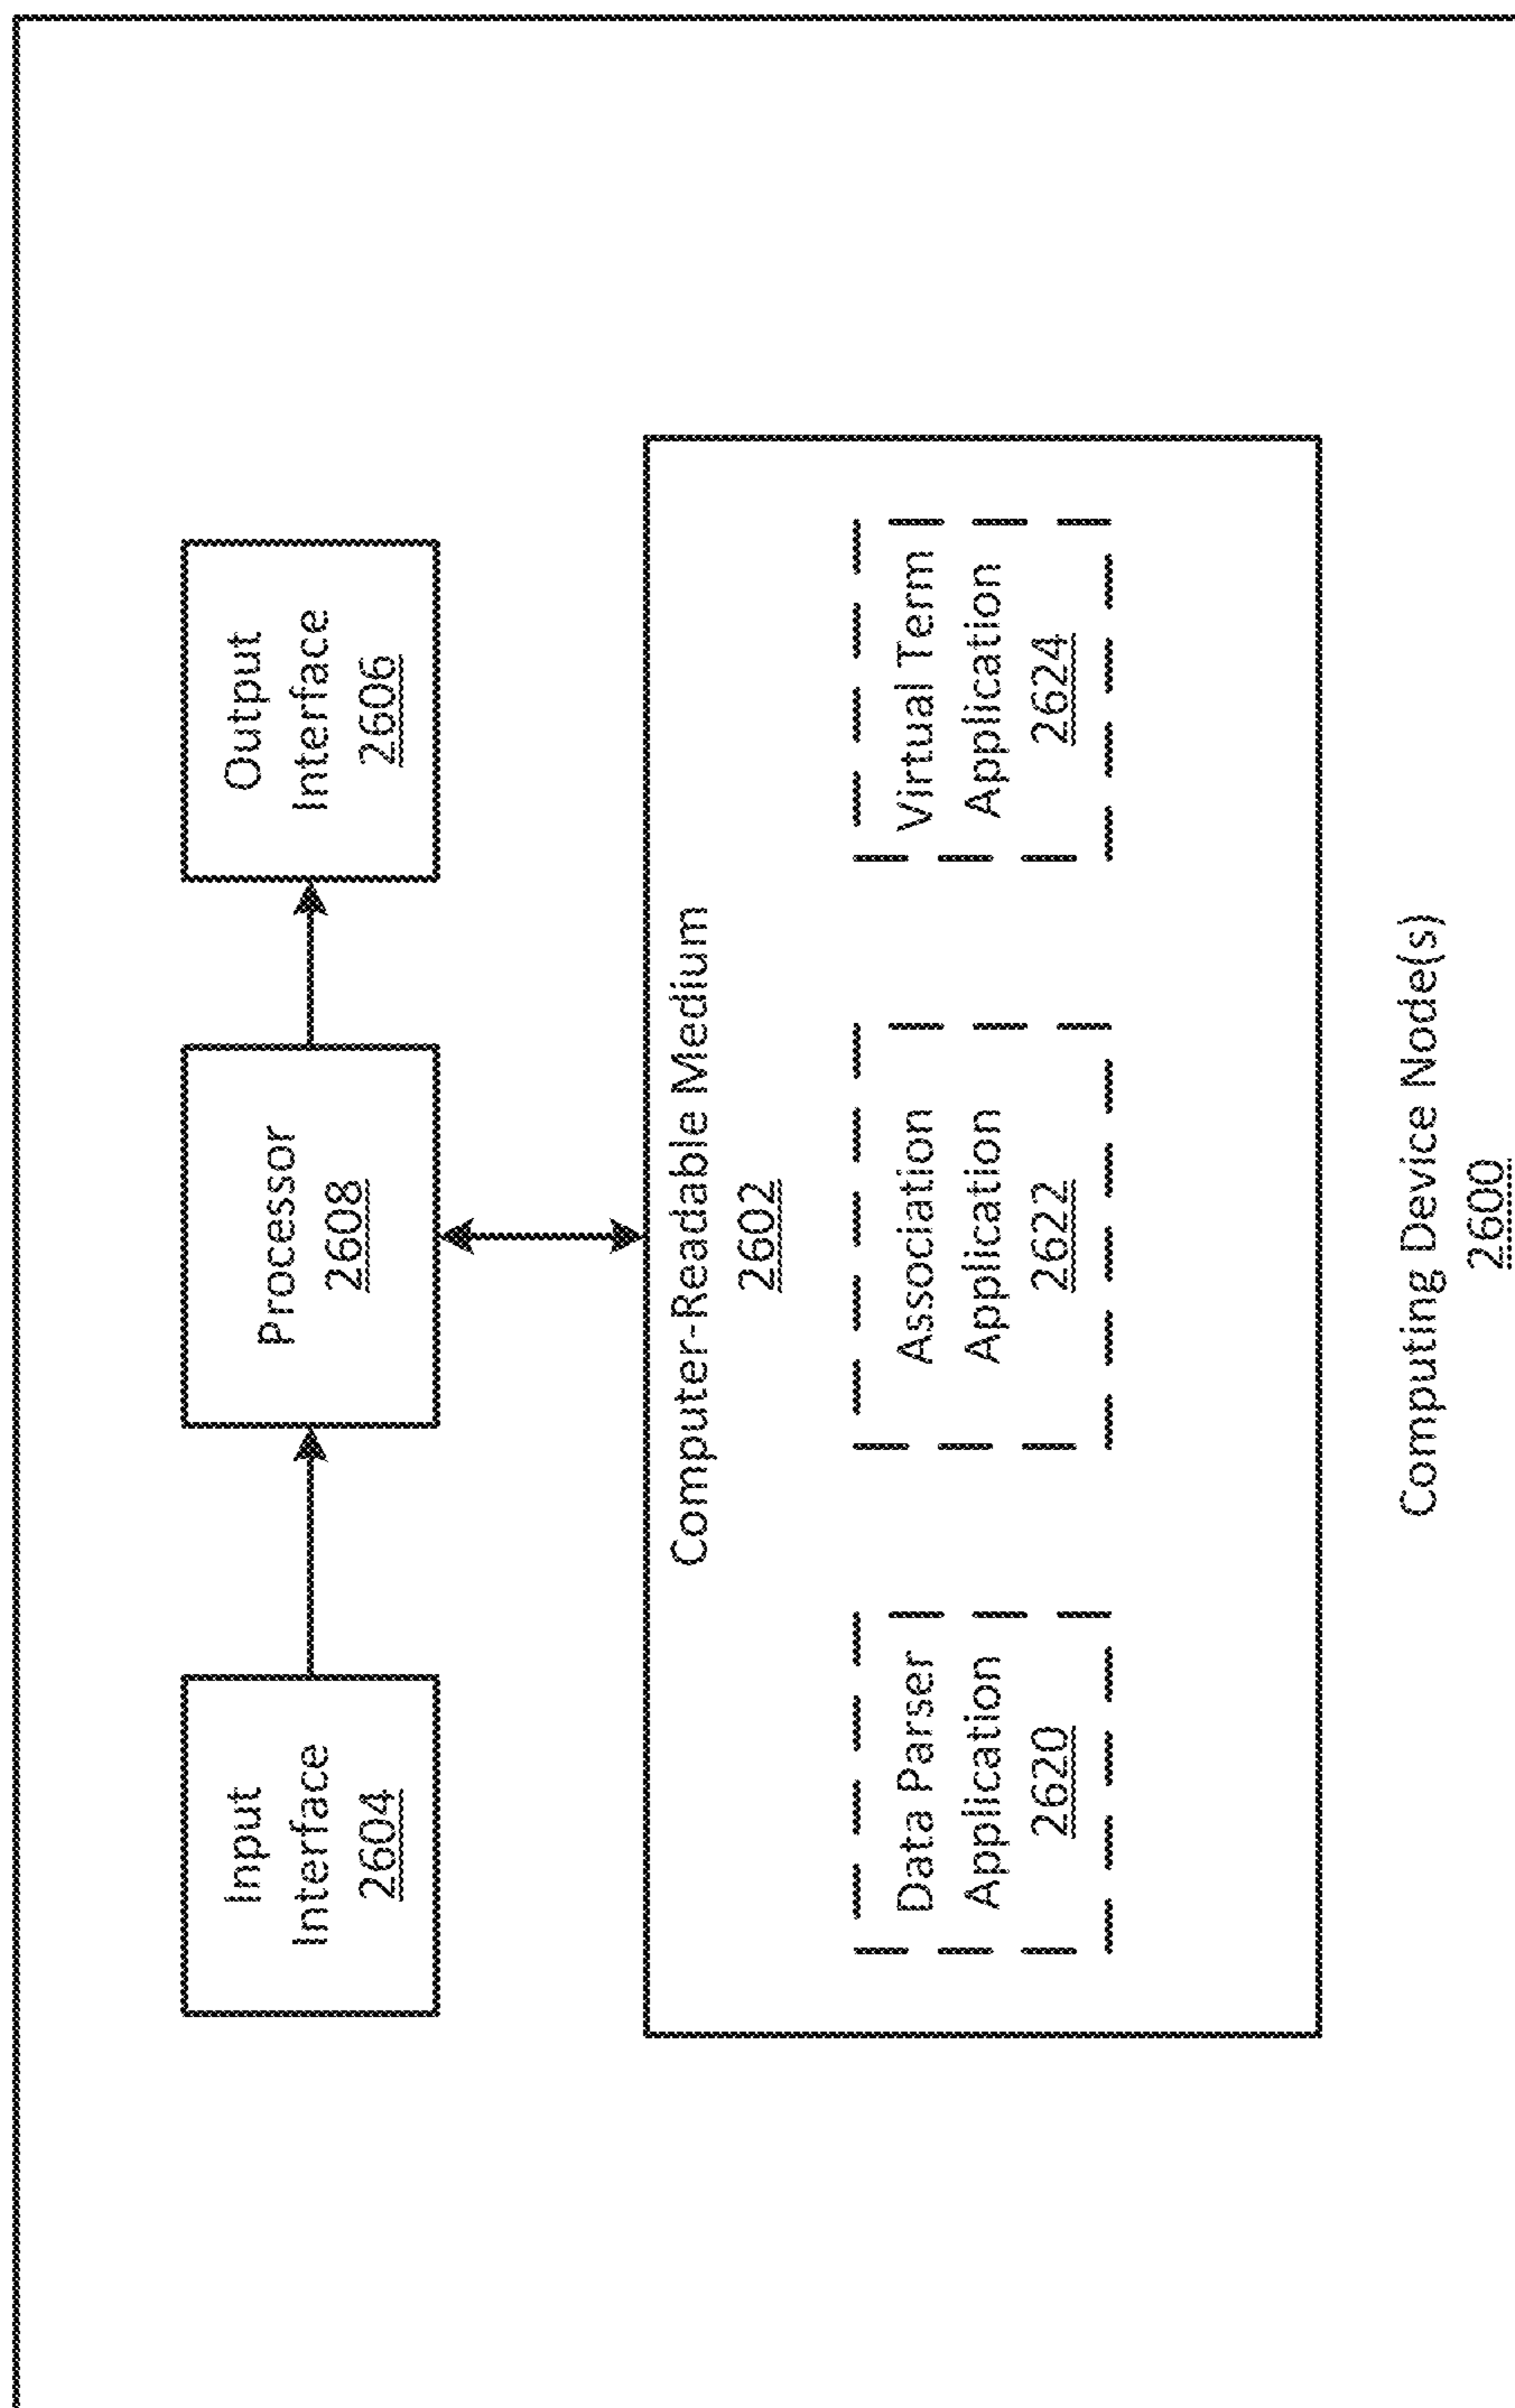 Input
Interface
2604
Processor
2608
Output
Interface
2606
Computer-Readable Medium
2602
Data Parser
Application
2620
Association
Application
2622
Virtual Term
Application
2624
Computing Device Node(s)
2600